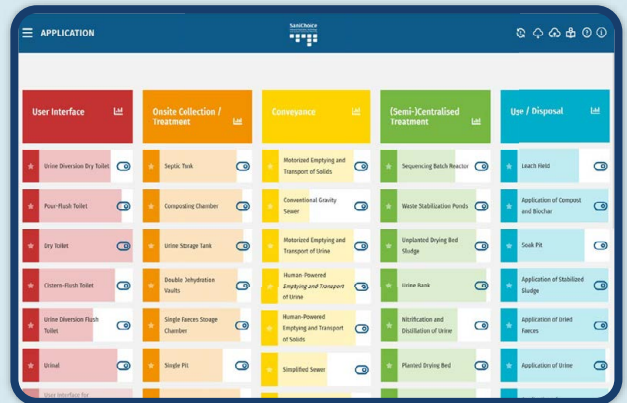 APPLICATION
SaniChoice
User Interface
Urine Diversion Dry Toilet
Pour-Flush Toilet
Dry Toilet
Cistern-Flush Toilet
Urine Diversion Flush
Toilet
Urinal
User Interface for
Onsite Collection /
Treatment
Septic Tank
Composting Chamber
Urine Storage Tank
Double Dehydration
Vaults
Single Faeces Storage
Chamber
Single Pit
Conveyance
Motorized Emptying and
Transport of Solids
Conventional Gravity
Sewer
Motorized Emptying and
Transport of Urine
Human-Powered
Emptying and Transport
of Urine
Human-Powered
Emptying and Transport
of Solids
Simplified Sewer
(Semi-)Centralised
Treatment
Sequencing Batch Reactor
Waste Stabilization Ponds
Unplanted Drying Bed
Sludge
Urine Bank
Nitrification and
Distillation of Urine
Planted Drying Bed
Use / Disposal
Leach Field
Application of Compost
and Biochar
Soak Pit
Application of Stabilized
Sludge
Application of Dried
Faeces
Application of Urine